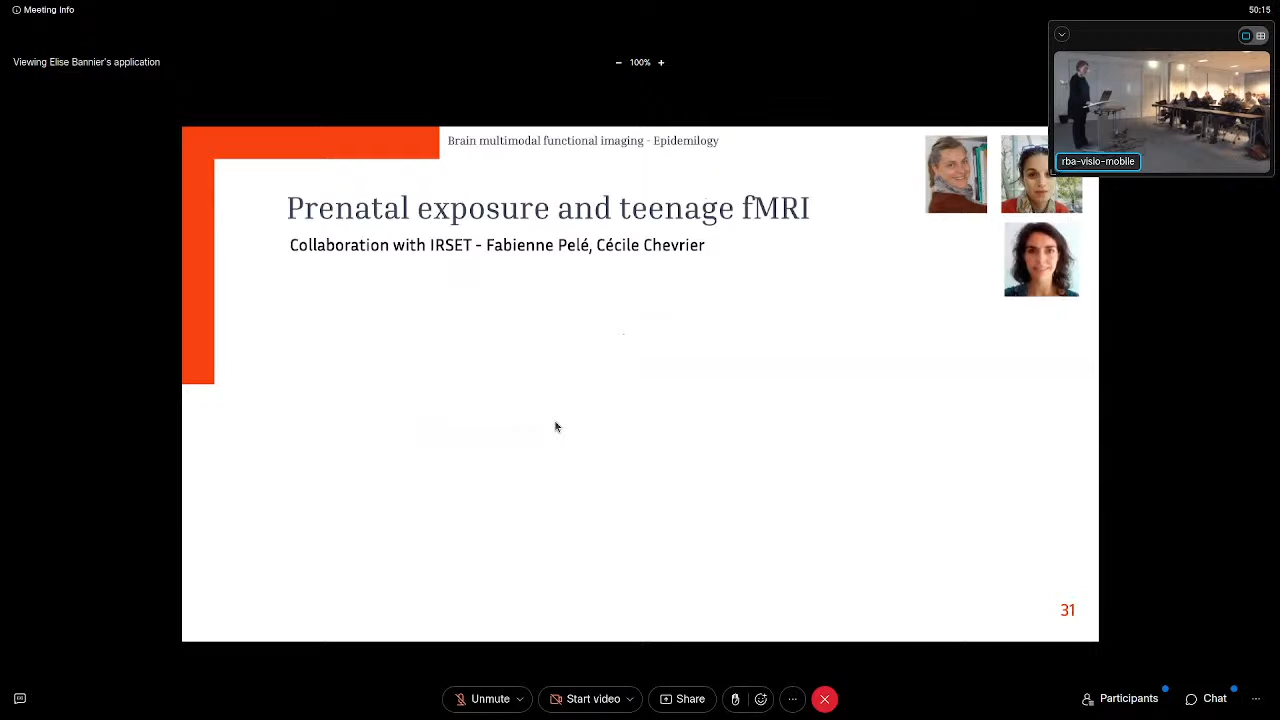 Meeting Info
50:15
Viewing Elise Bannier's application
100%
Brain multimodal functional imaging - Epidemilogy
Prenatal exposure and teenage fMRI
Collaboration with IRSET - Fabienne Pelé, Cécile Chevrier
rba-visio-mobile
31
Unmute
Start video
Share
Participants
Chat